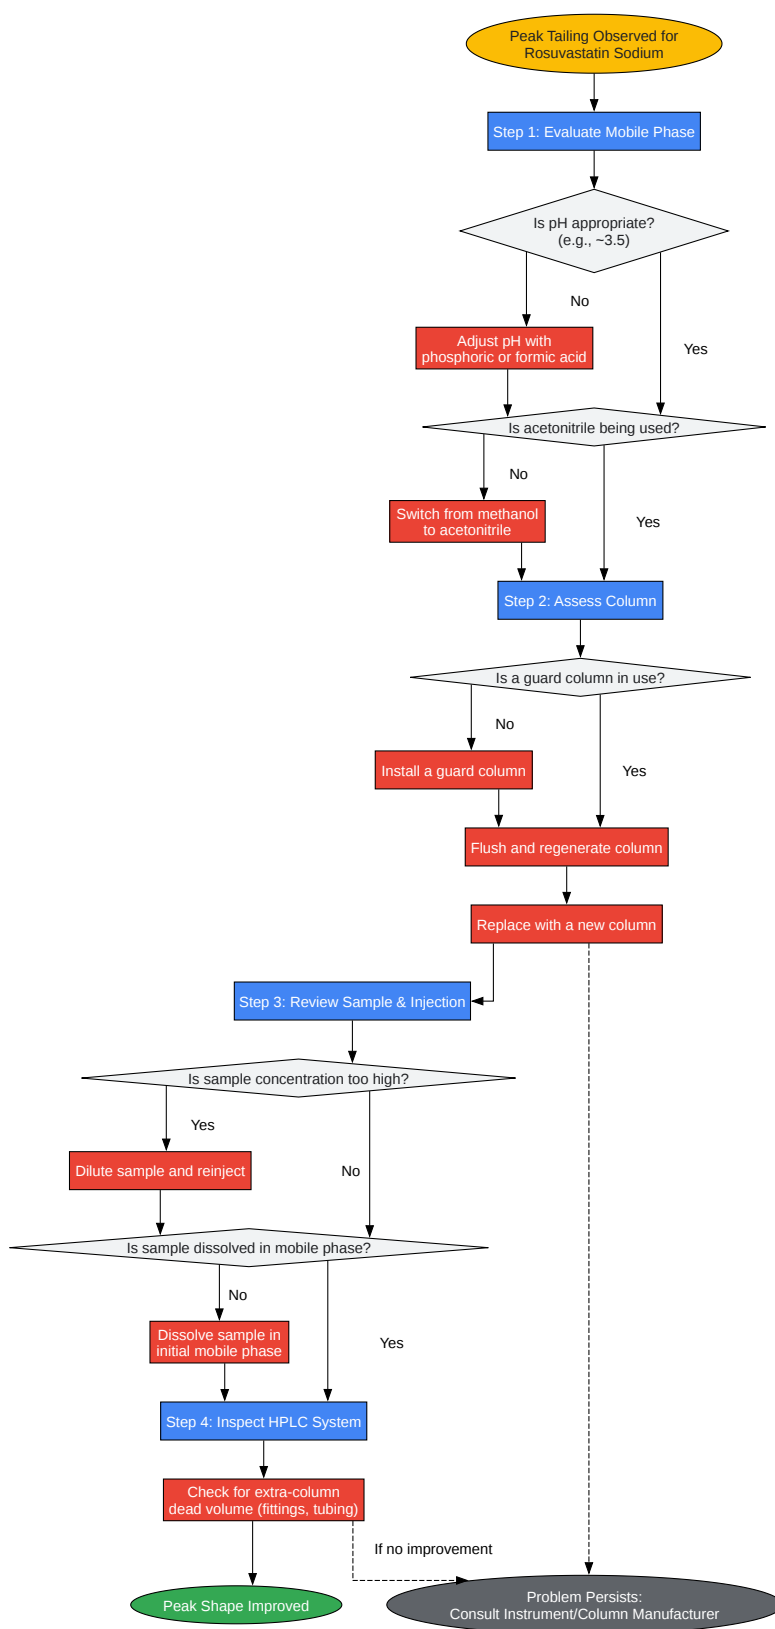 Peak Tailing Observed for
Rosuvastatin Sodium
Step 1: Evaluate Mobile Phase
Is pH appropriate?
(e.g., ~3.5)
No
Adjust pH with
phosphoric or formic acid
Yes
Is acetonitrile being used?
No
Switch from methanol
to acetonitrile
Yes
Step 2: Assess Column
Is a guard column in use?
No
Install a guard column
Yes
Flush and regenerate column
Replace with a new column
Step 3: Review Sample & Injection
Is sample concentration too high?
Yes
Dilute sample and reinject
No
Is sample dissolved in mobile phase?
No
Dissolve sample in
initial mobile phase
Yes
Step 4: Inspect HPLC System
Check for extra-column
dead volume (fittings, tubing)
If no improvement
Peak Shape Improved
Problem Persists:
Consult Instrument/Column Manufacturer